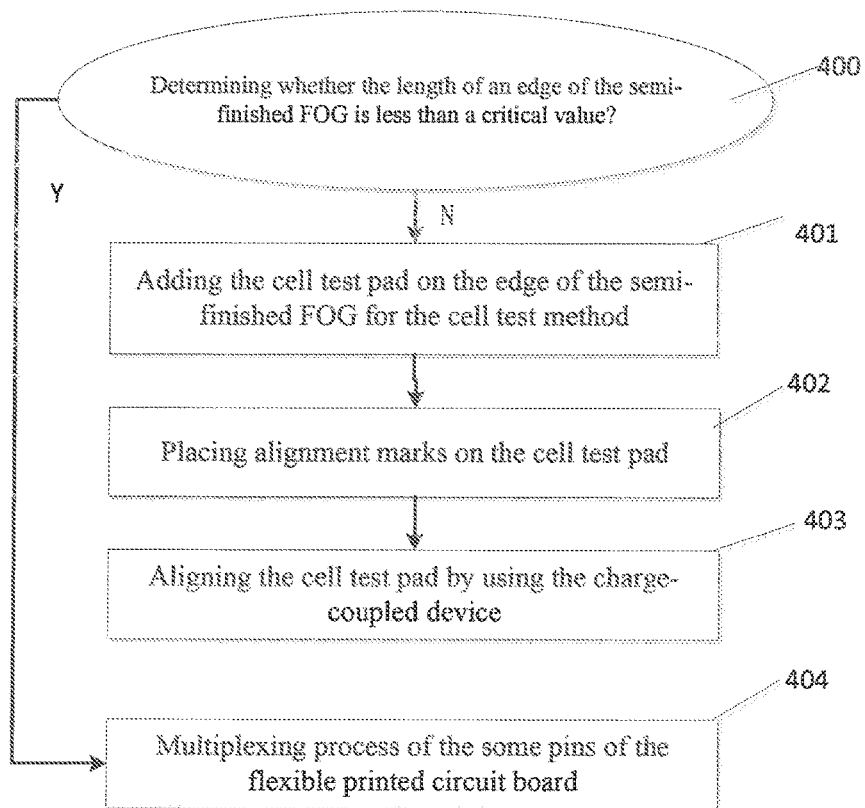 Determining whether the length of an edge of the semi-
finished FOG is less than a critical value?
400
Y
N
401
Adding the cell test pad on the edge of the semi-
finished FOG for the cell test method
402
Placing alignment marks on the cell test pad
403
Aligning the cell test pad by using the charge-
coupled device
404
Multiplexing process of the some pins of the
flexible printed circuit board